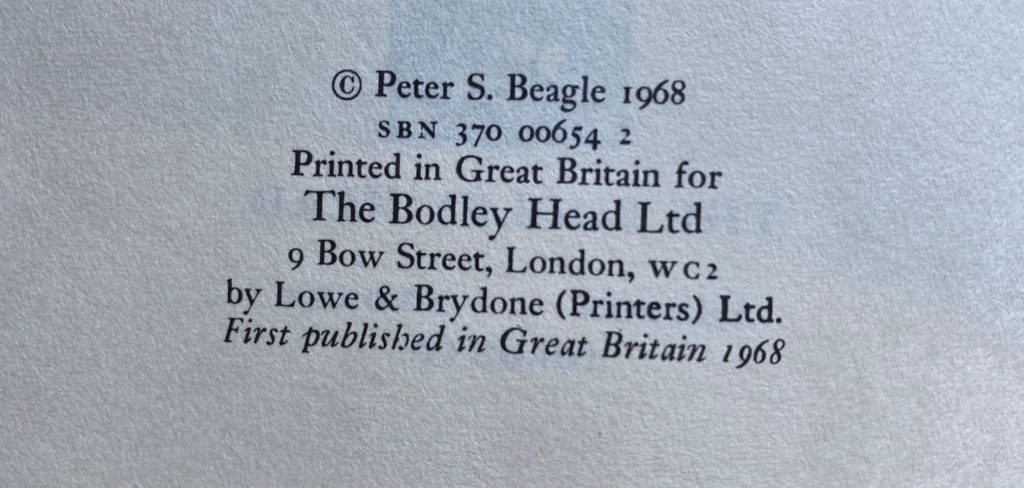 © Peter S. Beagle 1968
SBN 370 00654 2
Printed in Great Britain for
The Bodley Head Ltd
9 Bow Street, London, WC2
by Lowe & Brydone (Printers) Ltd.
First published in Great Britain 1968